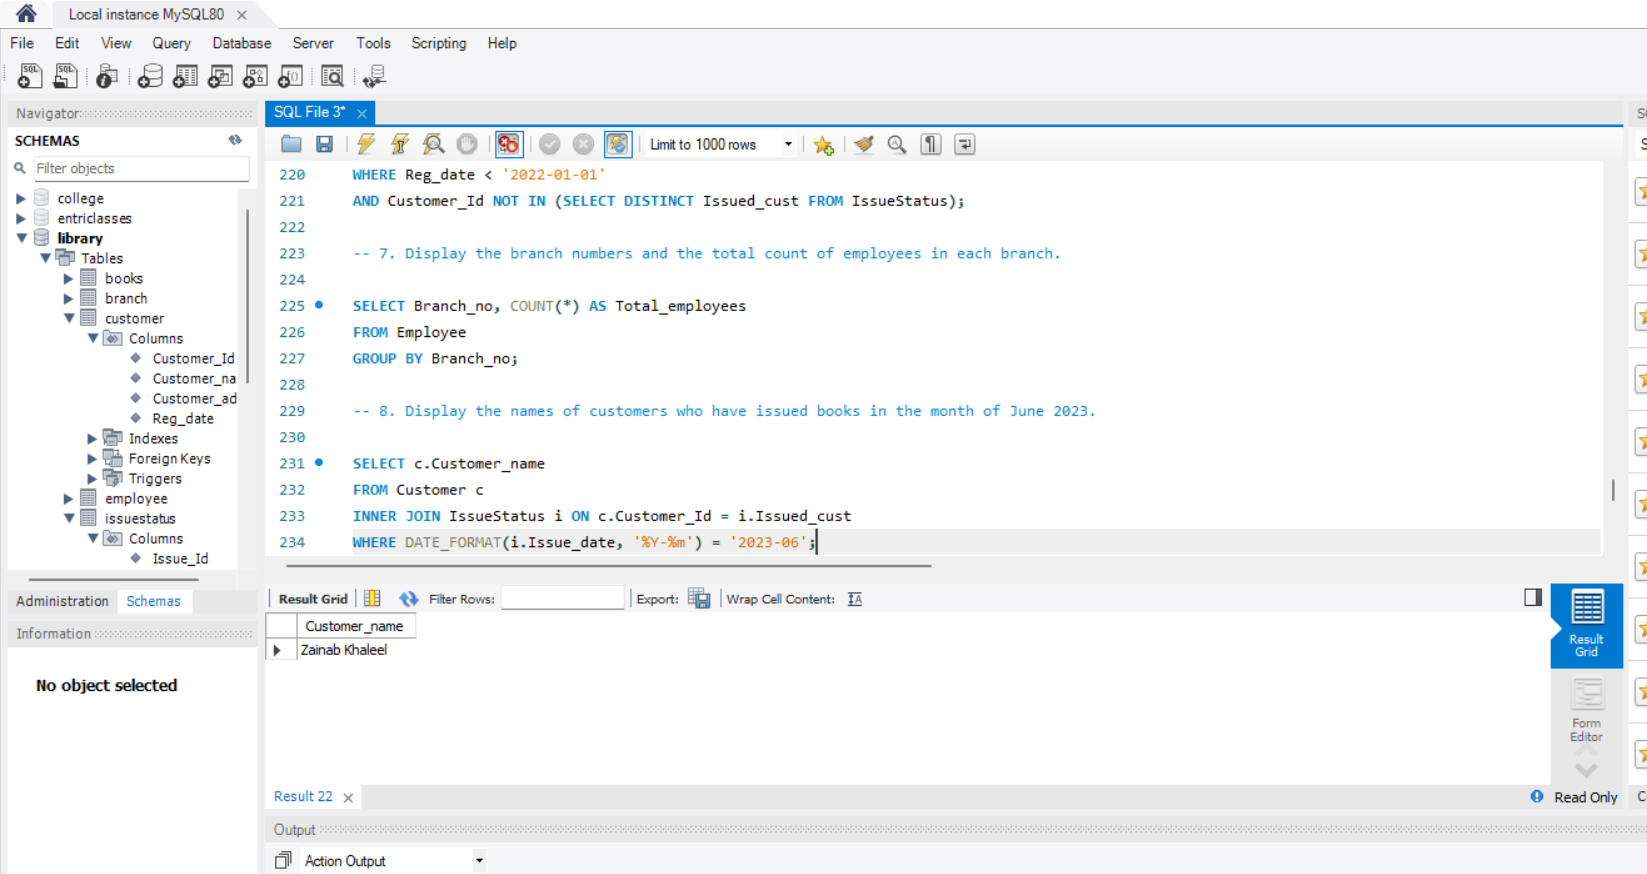 Local instance MySQL80
File Edit View Query Database Server Tools Scripting Help
Navigator
SCHEMAS
Filter objects
college
entriclasses
library
Tables
books
branch
customer
Columns
Customer_Id
Customer_na
Customer_ad
Reg_date
Indexes
Foreign Keys
Triggers
employee
issuestatus
Columns
Issue_Id
Administration Schemas
Information
No object selected
SQL File 3*
Limit to 1000 rows
220 WHERE Reg_date < '2022-01-01'
221 AND Customer_Id NOT IN (SELECT DISTINCT Issued_cust FROM IssueStatus);
222
223 -- 7. Display the branch numbers and the total count of employees in each branch.
224
225 SELECT Branch_no, COUNT(*) AS Total_employees
226 FROM Employee
227 GROUP BY Branch_no;
228
229 -- 8. Display the names of customers who have issued books in the month of June 2023.
230
231 SELECT c.Customer_name
232 FROM Customer c
233 INNER JOIN IssueStatus i ON c.Customer_Id = i.Issued_cust
234 WHERE DATE_FORMAT(i.Issue_date, '%Y-%m') = '2023-06';
Result Grid Filter Rows: Export: Wrap Cell Content:
Customer_name
Zainab Khaleel
Result
Grid
Form
Editor
Result 22
Read Only
Output
Action Output